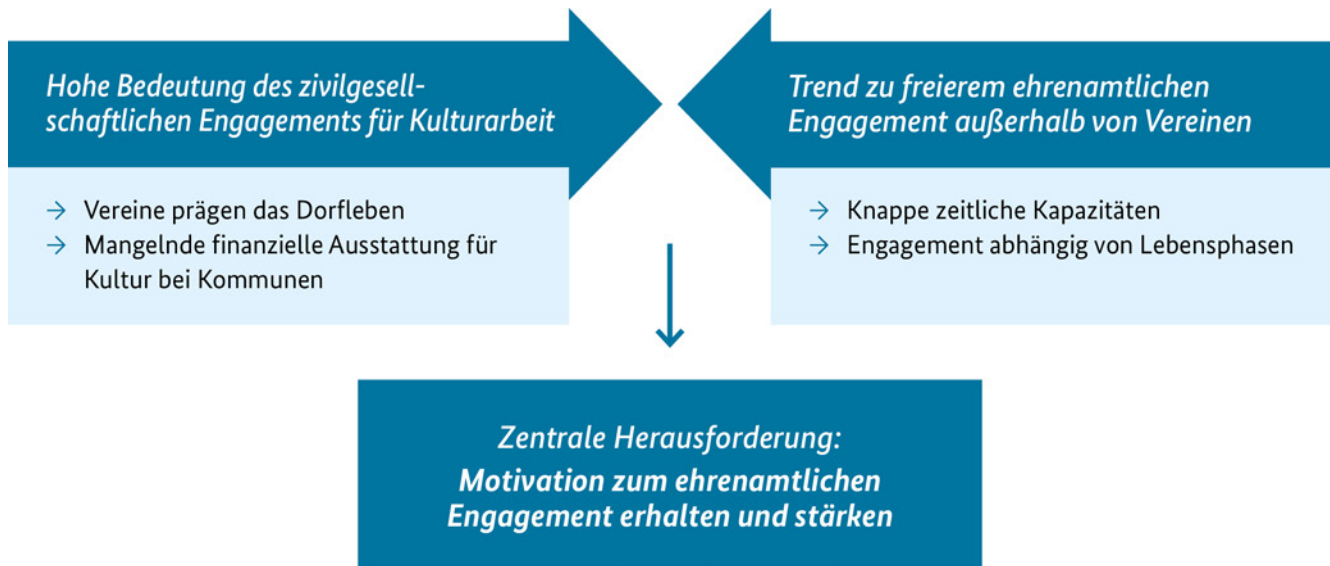 Hohe Bedeutung des zivilgesell-
schaftlichen Engagements für Kulturarbeit
→ Vereine prägen das Dorfleben
→ Mangelnde finanzielle Ausstattung für
Kultur bei Kommunen
Trend zu freierem ehrenamtlichen
Engagement außerhalb von Vereinen
→ Knappe zeitliche Kapazitäten
→ Engagement abhängig von Lebensphasen
Zentrale Herausforderung:
Motivation zum ehrenamtlichen
Engagement erhalten und stärken